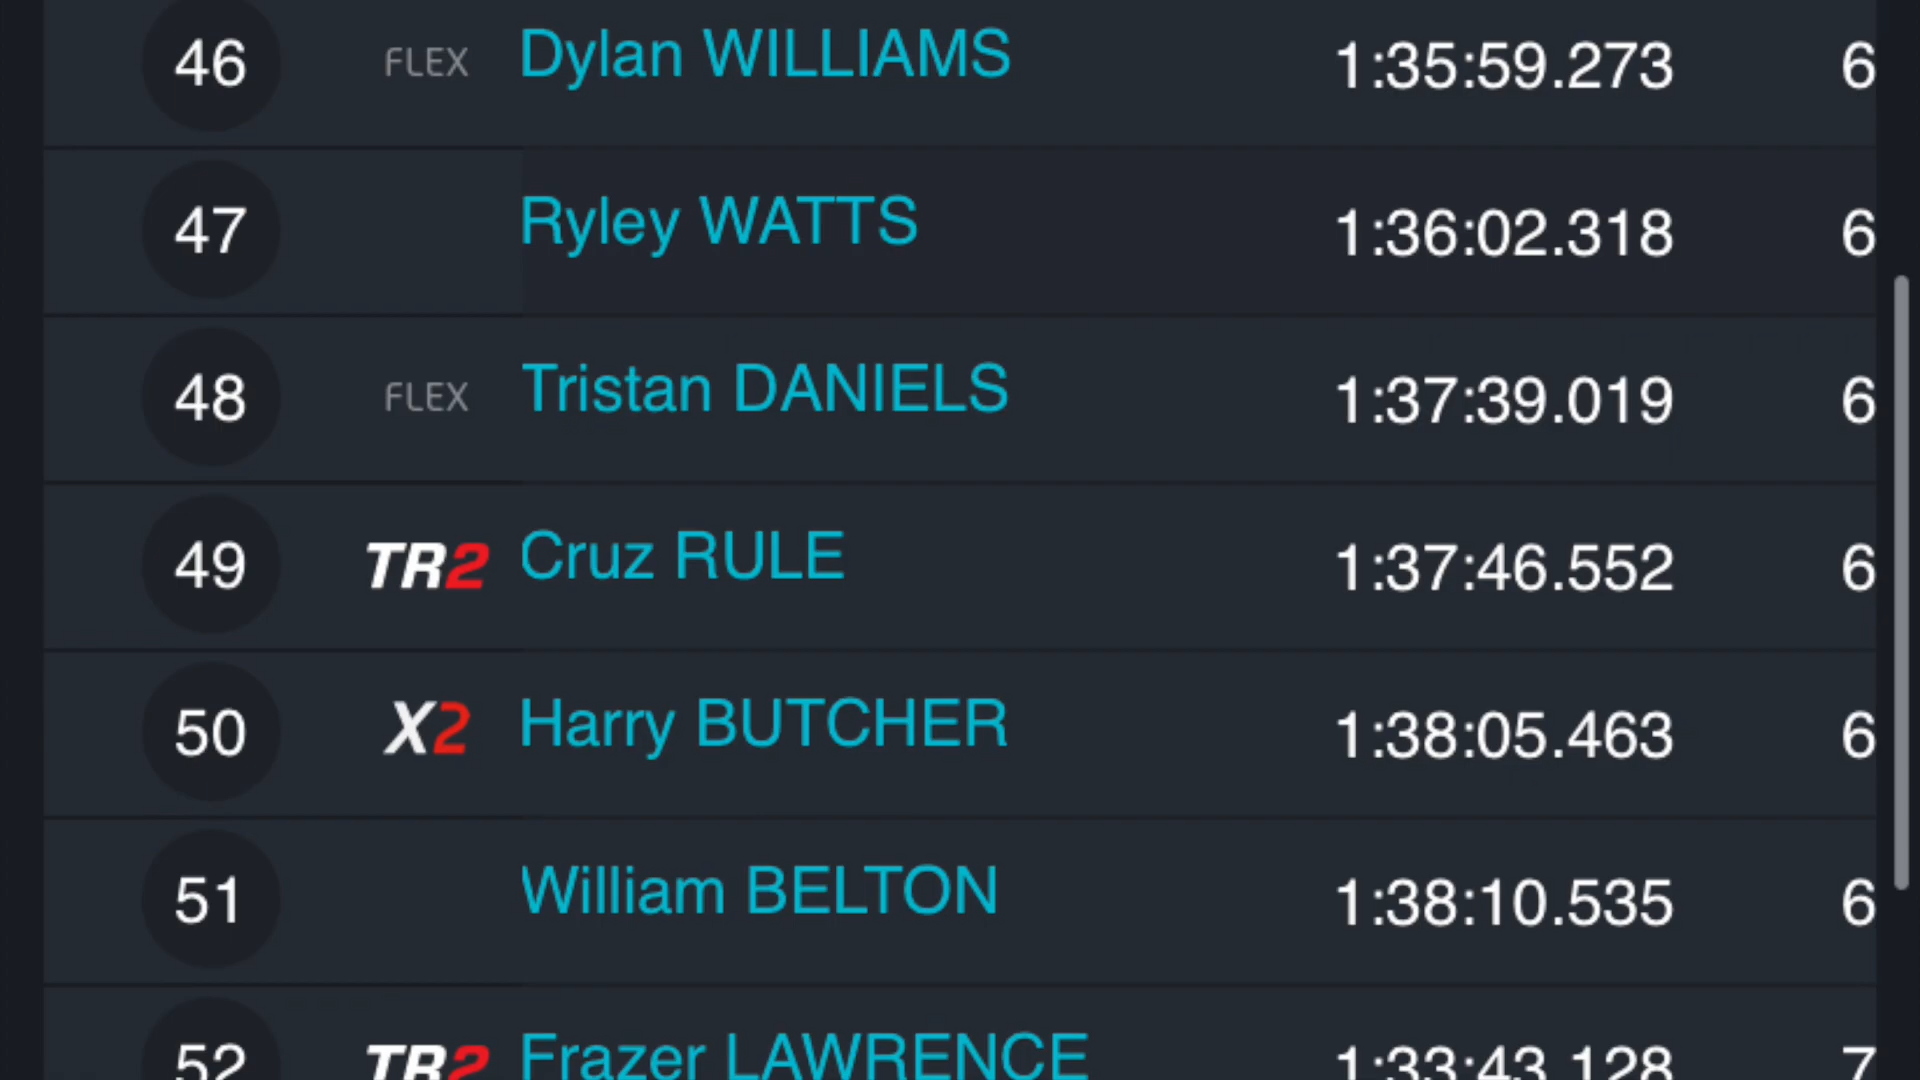 46 FLEX Dylan WILLIAMS 1:35:59.273 6
47 Ryley WATTS 1:36:02.318 6
48 FLEX Tristan DANIELS 1:37:39.019 6
49 TR2 Cruz RULE 1:37:46.552 6
50 X2 Harry BUTCHER 1:38:05.463 6
51 William BELTON 1:38:10.535 6
52 TR2 Frazer LAWRENCE 1:33:43.128 7